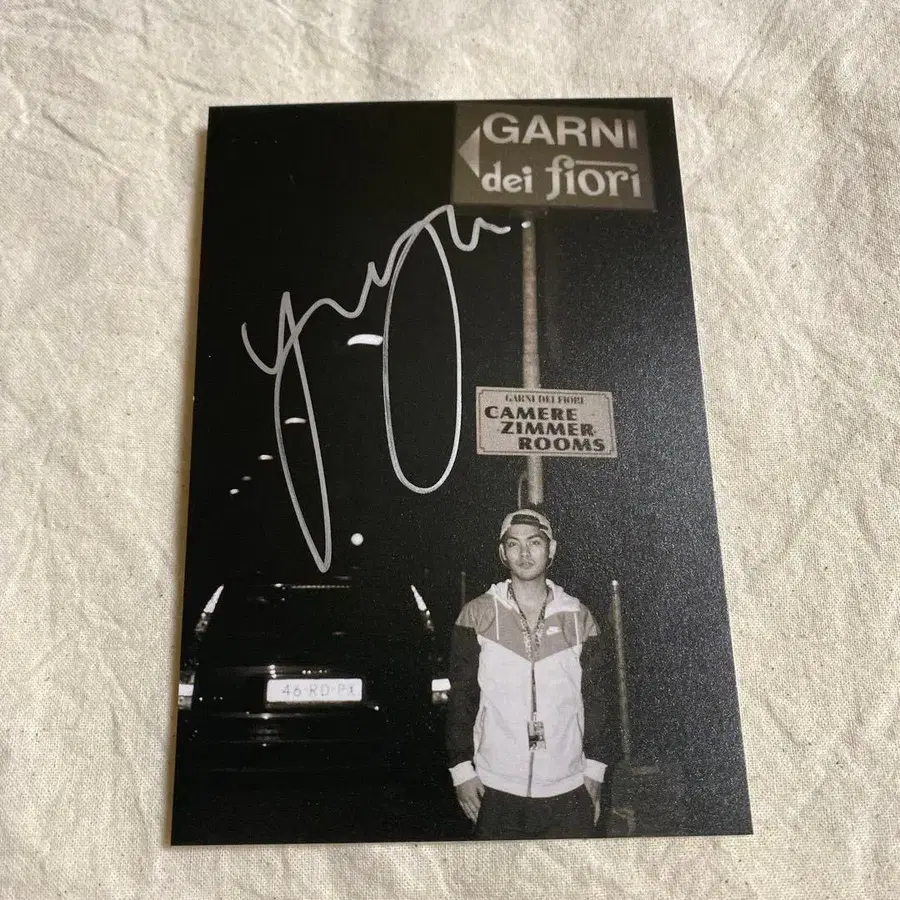 GARNI
dei fiori
GARNI DEI FIORI
CAMERE
ZIMMER
ROOMS
46-RD-PX